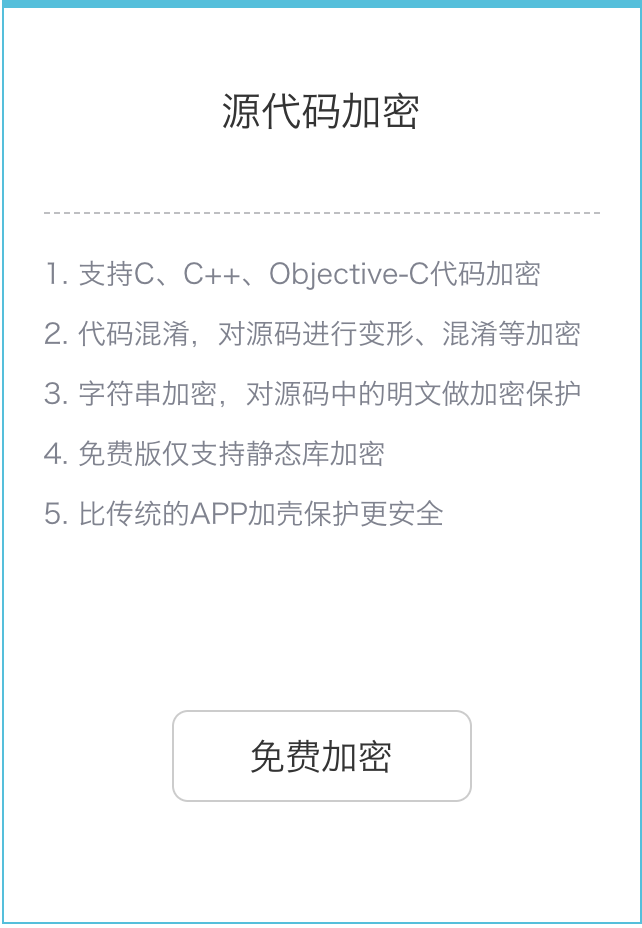 源代码加密
1. 支持C、C++、Objective-C代码加密
2. 代码混淆，对源码进行变形、混淆等加密
3. 字符串加密，对源码中的明文做加密保护
4. 免费版仅支持静态库加密
5. 比传统的APP加壳保护更安全
免费加密